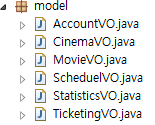 model
AccountVO.java
CinemaVO.java
MovieVO.java
ScheduelVO.java
StatisticsVO.java
TicketingVO.java